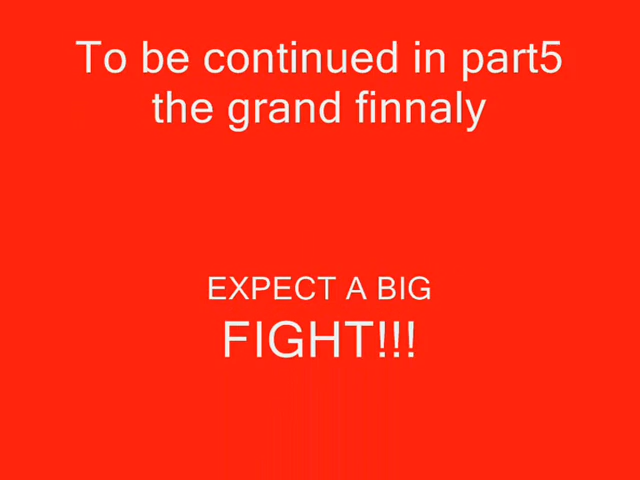 To be continued in part5
the grand finnaly
EXPECT A BIG
FIGHT!!!